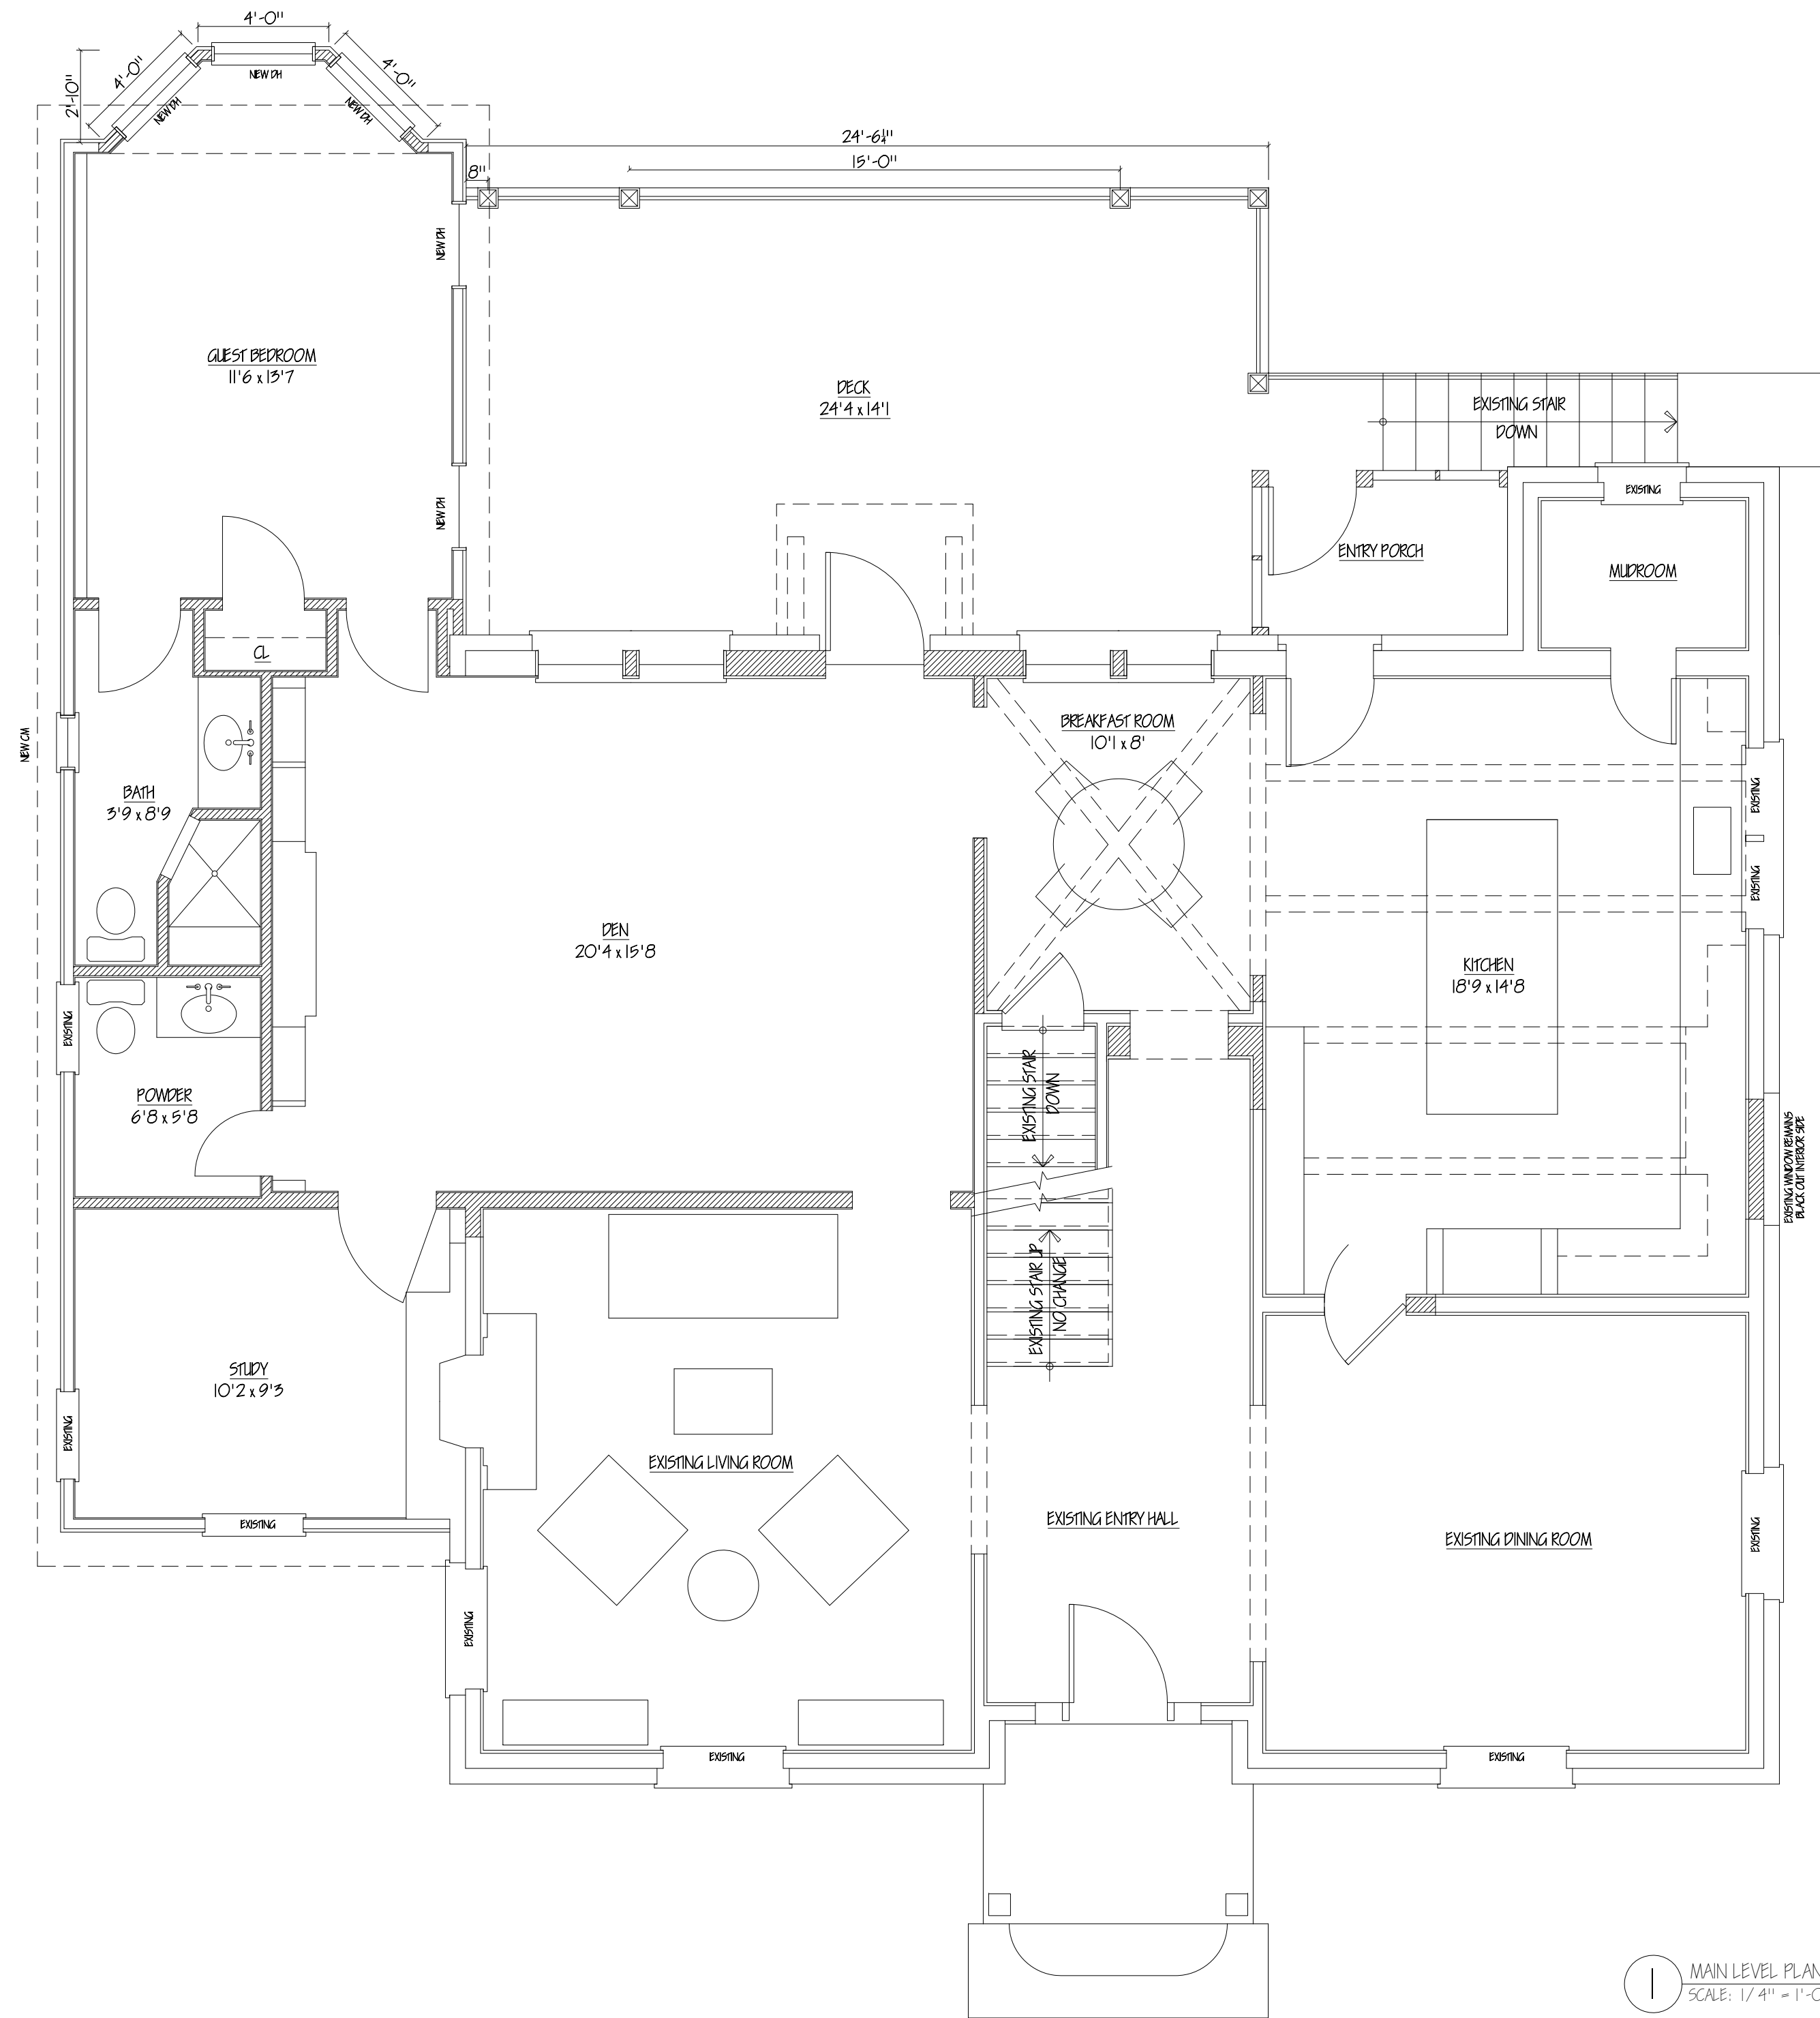 4'-0"
4'-0"
4'-0"
2'-10"
NEW DH
NEW DH
NEW DH
24'-6¼"
15'-0"
8"
NEW DH
GUEST BEDROOM
11'6 x 13'7
DECK
24'4 x 14'1
EXISTING STAIR
DOWN
EXISTING
NEW DH
ENTRY PORCH
MUDROOM
CL
BREAKFAST ROOM
10'1 x 8'
NEW CM
BATH
3'9 x 8'9
EXISTING
EXISTING
DEN
20'4 x 15'8
KITCHEN
18'9 x 14'8
EXISTING
POWDER
6'8 x 5'8
EXISTING STAIR
DOWN
EXISTING WINDOW REMAINS
BLACK OUT INTERIOR SIDE
EXISTING STAIR UP
NO CHANGE
STUDY
10'2 x 9'3
EXISTING
EXISTING LIVING ROOM
EXISTING
EXISTING ENTRY HALL
EXISTING DINING ROOM
EXISTING
EXISTING
EXISTING
EXISTING
1
MAIN LEVEL PLAN
SCALE: 1/4" = 1'-0